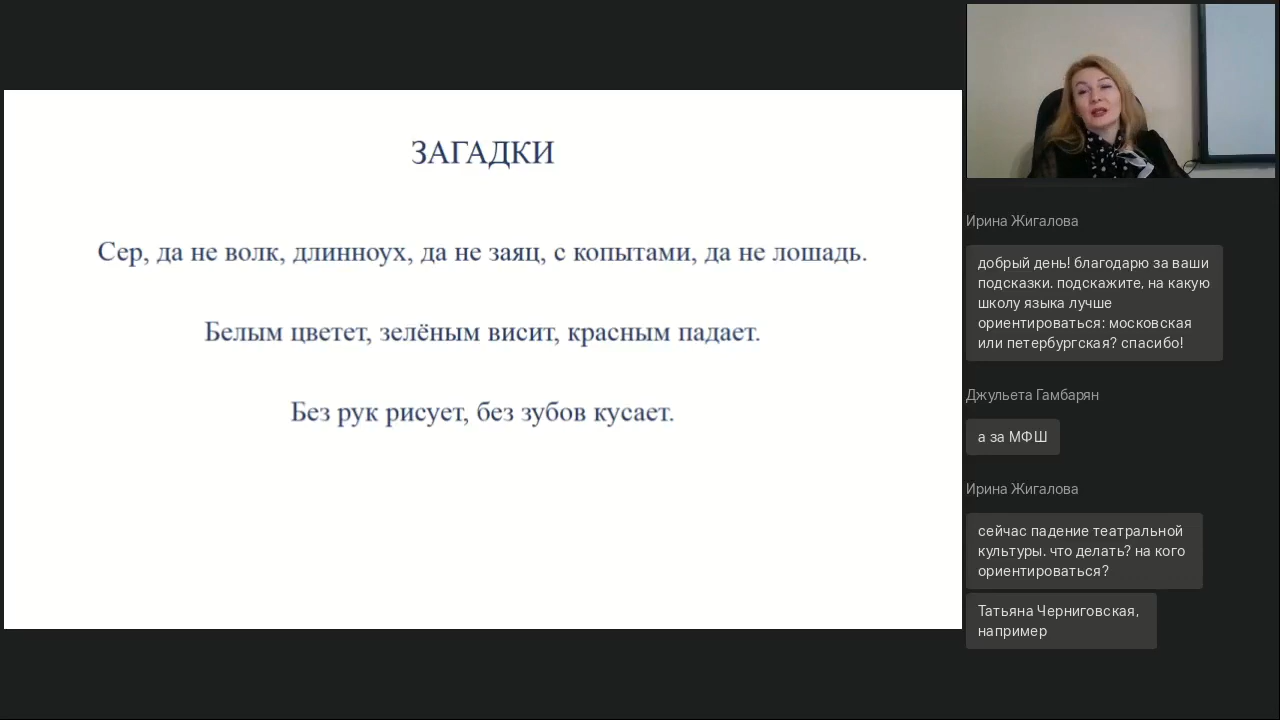 ЗАГАДКИ
Сер, да не волк, длинноух, да не заяц, с копытами, да не лошадь.
Белым цветет, зелёным висит, красным падает.
Без рук рисует, без зубов кусает.
Ирина Жигалова
добрый день! благодарю за ваши
подсказки. подскажите, на какую
школу языка лучше
ориентироваться: московская
или петербургская? спасибо!
Джульета Гамбарян
а за МФШ
Ирина Жигалова
сейчас падение театральной
культуры. что делать? на кого
ориентироваться?
Татьяна Черниговская,
например